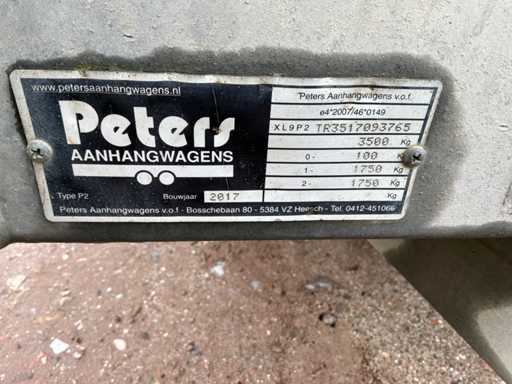 www.petersaanhangwagens.nl
Peters
AANHANGWAGENS
Type P2 Bouwjaar 2017
Peters Aanhangwagens v.o.f - Bosschebaan 80 - 5384 VZ Heesch - Tel. 0412-451066
Peters Aanhangwagens v.o.f.
e4*2007/46*0149
XL9P2 TR3517093765
3500 Kg
0- 100 Kg
1- 1750 Kg
2- 1750 Kg
Kg